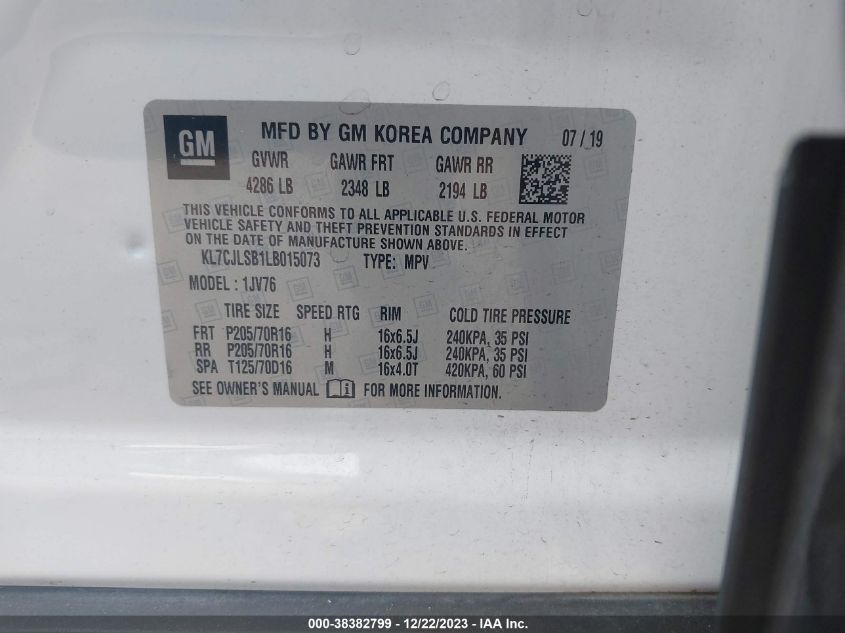 GM
MFD BY GM KOREA COMPANY 07 / 19
GVWR GAWR FRT GAWR RR
4286 LB 2348 LB 2194 LB
THIS VEHICLE CONFORMS TO ALL APPLICABLE U.S. FEDERAL MOTOR
VEHICLE SAFETY AND THEFT PREVENTION STANDARDS IN EFFECT
ON THE DATE OF MANUFACTURE SHOWN ABOVE.
KL7CJLSB1LB015073 TYPE: MPV
MODEL : 1JV76
TIRE SIZE SPEED RTG RIM COLD TIRE PRESSURE
FRT P205/70R16 H 16x6.5J 240KPA, 35 PSI
RR P205/70R16 H 16x6.5J 240KPA, 35 PSI
SPA T125/70D16 M 16x4.0T 420KPA, 60 PSI
SEE OWNER'S MANUAL FOR MORE INFORMATION.
000-38382799 - 12/22/2023 - IAA Inc.